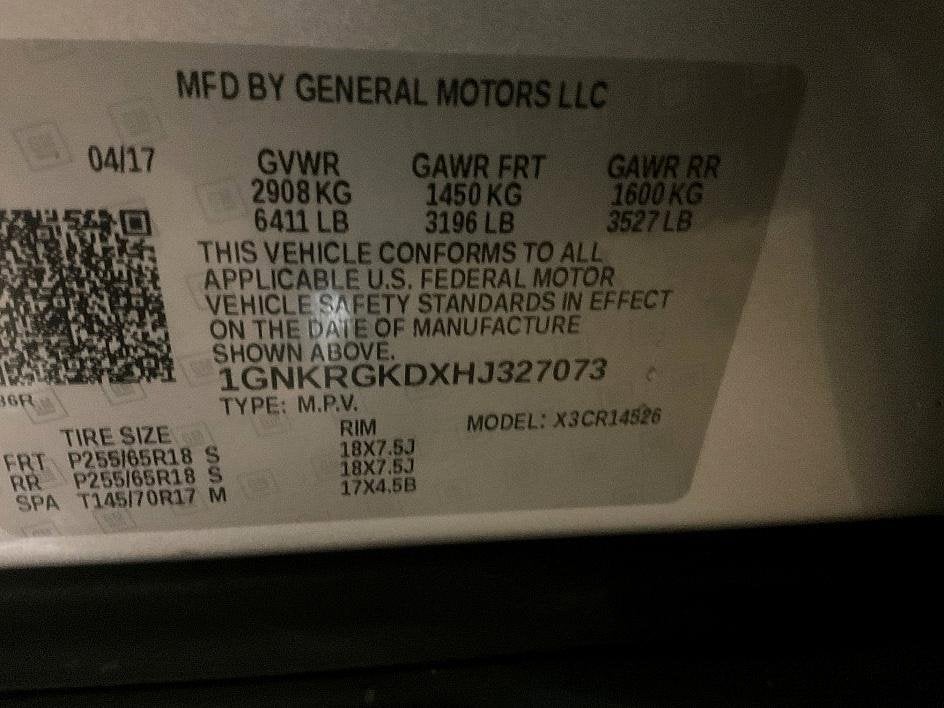 MFD BY GENERAL MOTORS LLC
04/17 GVWR GAWR FRT GAWR RR
2908 KG 1450 KG 1600 KG
6411 LB 3196 LB 3527 LB
THIS VEHICLE CONFORMS TO ALL
APPLICABLE U.S. FEDERAL MOTOR
VEHICLE SAFETY STANDARDS IN EFFECT
ON THE DATE OF MANUFACTURE
SHOWN ABOVE.
1GNKRGKDXHJ327073
36R
TYPE: M.P.V. MODEL: X3CR14526
TIRE SIZE RIM
FRT P255/65R18 S 18X7.5J
RR P255/65R18 S 18X7.5J
SPA T145/70R17 M 17X4.5B